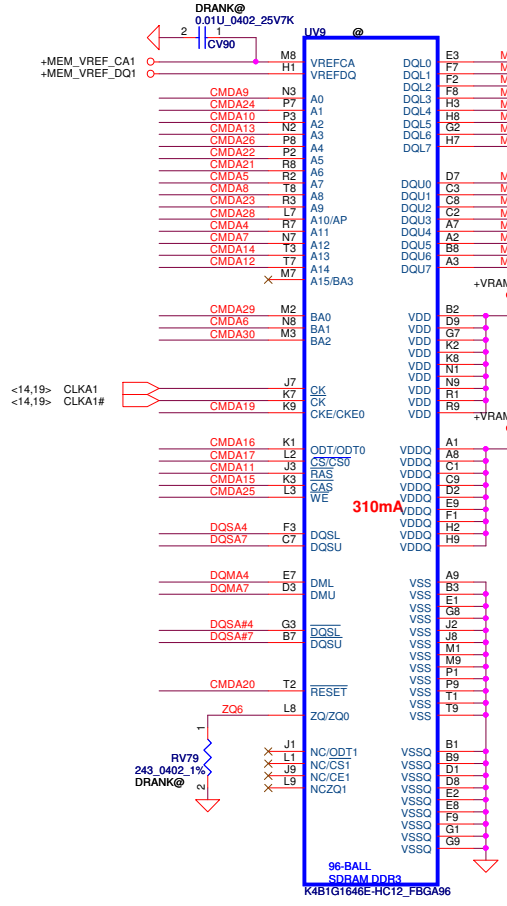 DRANK@
0.01U_0402_25V7K
2 1
CV90
UV9 @
+MEM_VREF_CA1 M8 VREFCA DQL0 E3
+MEM_VREF_DQ1 H1 VREFDQ DQL1 F7
DQL2 F2
CMDA9 N3 A0 DQL3 F8
CMDA24 P7 A1 DQL4 H3
CMDA10 P3 A2 DQL5 H8
CMDA13 N2 A3 DQL6 G2
CMDA26 P8 A4 DQL7 H7
CMDA22 P2 A5
CMDA21 R8 A6
CMDA5 R2 A7 DQU0 D7
CMDA8 T8 A8 DQU1 C3
CMDA23 R3 A9 DQU2 C8
CMDA28 L7 A10/AP DQU3 C2
CMDA4 R7 A11 DQU4 A7
CMDA7 N7 A12 DQU5 A2
CMDA14 T3 A13 DQU6 B8
CMDA12 T7 A14 DQU7 A3
M7 A15/BA3
+VRAM
CMDA29 M2 BA0 VDD B2
CMDA6 N8 BA1 VDD D9
CMDA30 M3 BA2 VDD G7
VDD K2
VDD K8
VDD N1
<14,19> CLKA1 J7 CK VDD N9
<14,19> CLKA1# K7 CK VDD R1
CMDA19 K9 CKE/CKE0 VDD R9
+VRAM
CMDA16 K1 ODT/ODT0 VDDQ A1
CMDA17 L2 CS/CS0 VDDQ A8
CMDA11 J3 RAS VDDQ C1
CMDA15 K3 CAS VDDQ C9
CMDA25 L3 WE VDDQ D2
310mA VDDQ E9
VDDQ F1
DQSA4 F3 DQSL VDDQ H2
DQSA7 C7 DQSU VDDQ H9
DQMA4 E7 DML VSS A9
DQMA7 D3 DMU VSS B3
VSS E1
VSS G8
DQSA#4 G3 DQSL VSS J2
DQSA#7 B7 DQSU VSS J8
VSS M1
VSS M9
VSS P1
CMDA20 T2 RESET VSS P9
VSS T1
ZQ6 L8 ZQ/ZQ0 VSS T9
1
J1 NC/ODT1 VSSQ B1
RV79 L1 NC/CS1 VSSQ B9
243_0402_1% J9 NC/CE1 VSSQ D1
DRANK@ L9 NCZQ1 VSSQ D8
2
VSSQ E2
VSSQ E8
VSSQ F9
VSSQ G1
VSSQ G9
96-BALL
SDRAM DDR3
K4B1G1646E-HC12_FBGA96